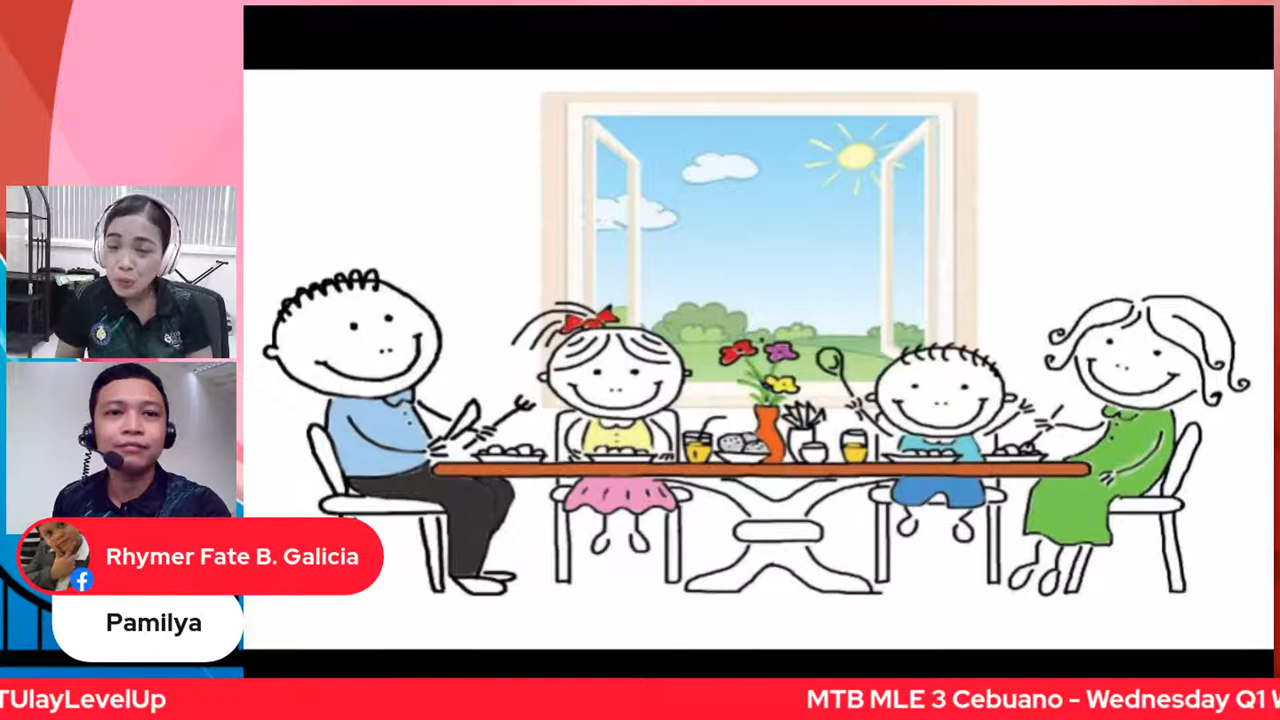 Rhymer Fate B. Galicia
Pamilya
TUlayLevelUp
MTB MLE 3 Cebuano - Wednesday Q1 W